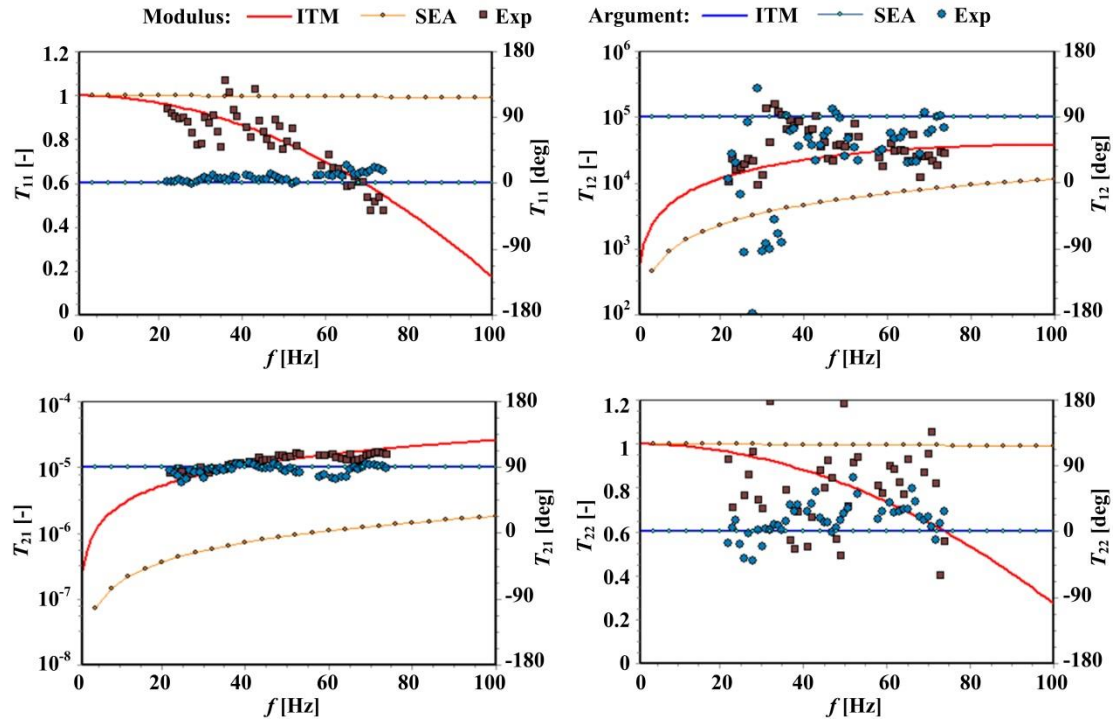 Modulus: ITM SEA Exp Argument: ITM SEA Exp
1.2 1 0.8 0.6 0.4 0.2 0
T11 [-]
180 90 0 -90 -180
T11 [deg]
0 20 40 60 80 100
f [Hz]
10^6 10^5 10^4 10^3 10^2
T12 [-]
180 90 0 -90 -180
T12 [deg]
0 20 40 60 80 100
f [Hz]
10^-4 10^-5 10^-6 10^-7 10^-8
T21 [-]
180 90 0 -90 -180
T21 [deg]
0 20 40 60 80 100
f [Hz]
1.2 1 0.8 0.6 0.4 0.2 0
T22 [-]
180 90 0 -90 -180
T22 [deg]
0 20 40 60 80 100
f [Hz]